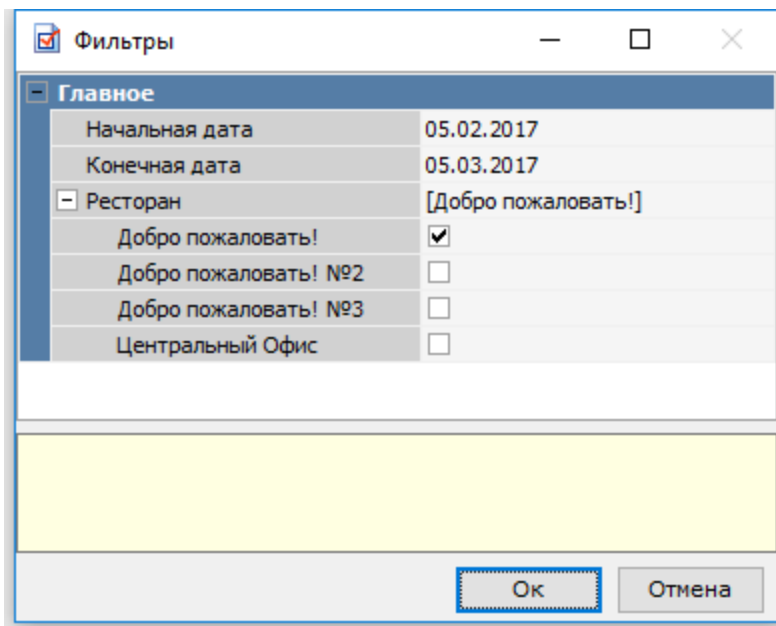 Фильтры
Главное
Начальная дата 05.02.2017
Конечная дата 05.03.2017
Ресторан [Добро пожаловать!]
Добро пожаловать!
Добро пожаловать! №2
Добро пожаловать! №3
Центральный Офис
Ок Отмена